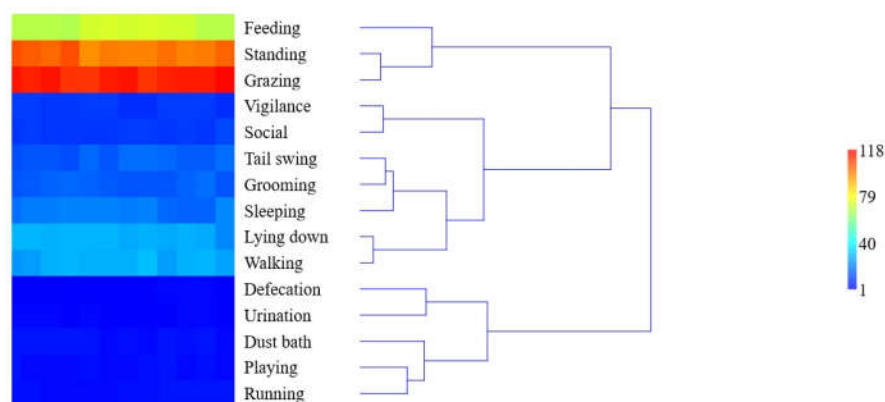 Feeding
Standing
Grazing
Vigilance
Social
Tail swing
Grooming
Sleeping
Lying down
Walking
Defecation
Urination
Dust bath
Playing
Running
118
79
40
1